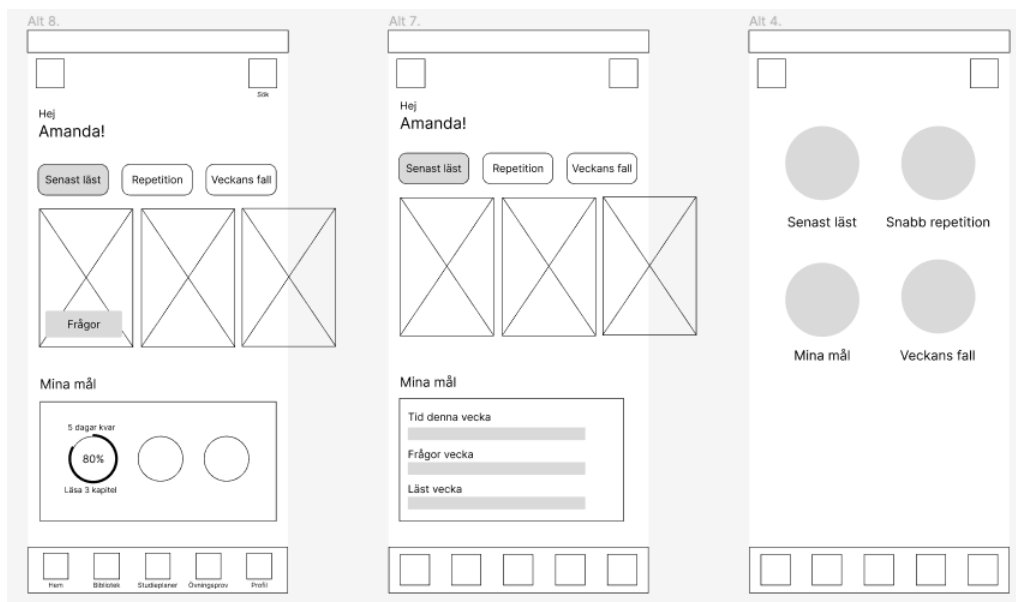 Alt 8.
Sök
Hej
Amanda!
Senast läst
Repetition
Veckans fall
Frågor
Mina mål
5 dagar kvar
80%
Läsa 3 kapitel
Hem
Bibliotek
Studieplaner
Övningsprov
Profil
Alt 7.
Hej
Amanda!
Senast läst
Repetition
Veckans fall
Mina mål
Tid denna vecka
Frågor vecka
Läst vecka
Alt 4.
Senast läst
Snabb repetition
Mina mål
Veckans fall